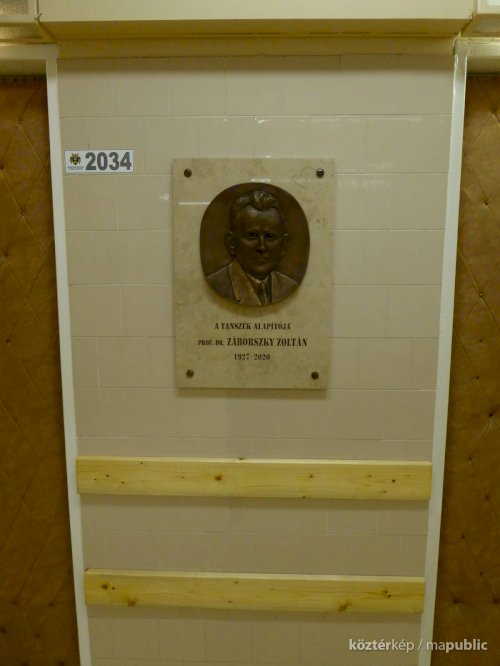 2034
A TANSZÉK ALAPÍTÓJA
PROF. DR. ZÁBORSZKY ZOLTÁN
1927-2020
köztérkép / mapublic